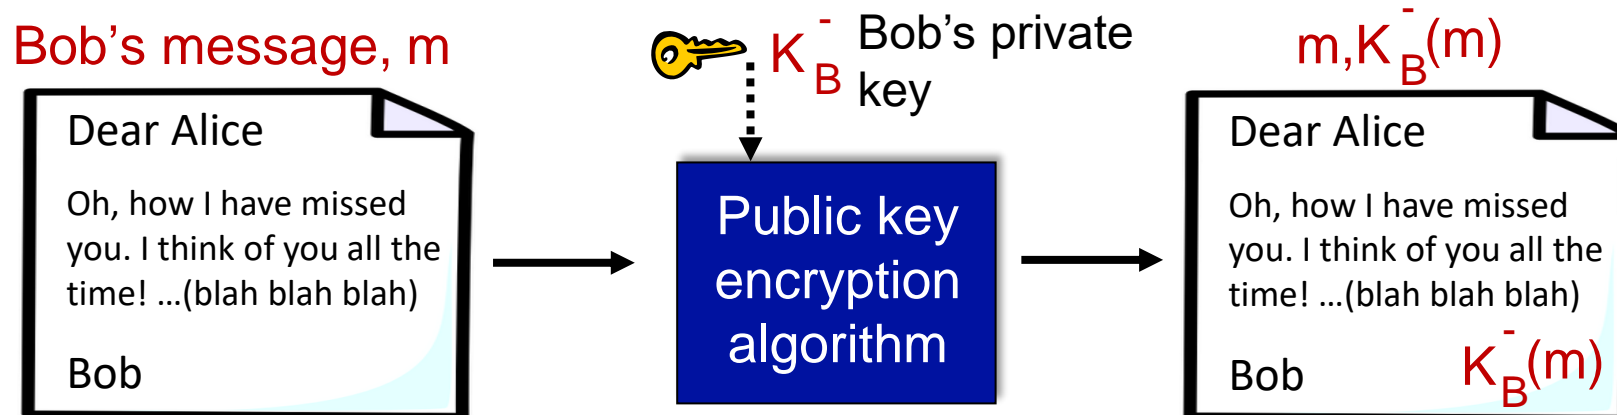 Bob's message, m
Dear Alice
Oh, how I have missed
you. I think of you all the
time! ...(blah blah blah)
Bob
K_B^- Bob's private
key
Public key
encryption
algorithm
m,K_B^-(m)
Dear Alice
Oh, how I have missed
you. I think of you all the
time! ...(blah blah blah)
Bob K_B^-(m)